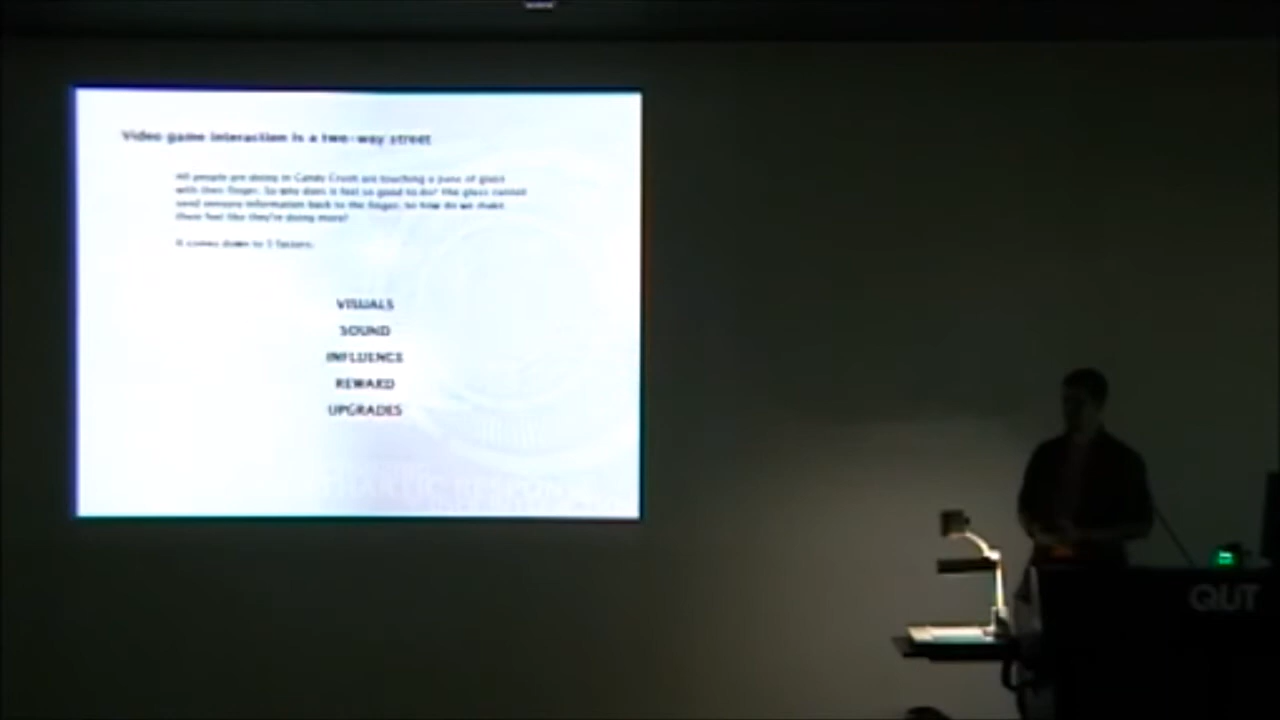 Video game interaction is a two-way street
All people are doing in Candy Crush are touching a pane of glass
with their finger. So why does it feel so good to do? The glass cannot
send sensory information back to the finger, so how do we make
them feel like they're doing more?
It comes down to 5 factors.
VISUALS
SOUND
INFLUENCE
REWARD
UPGRADES
QUT